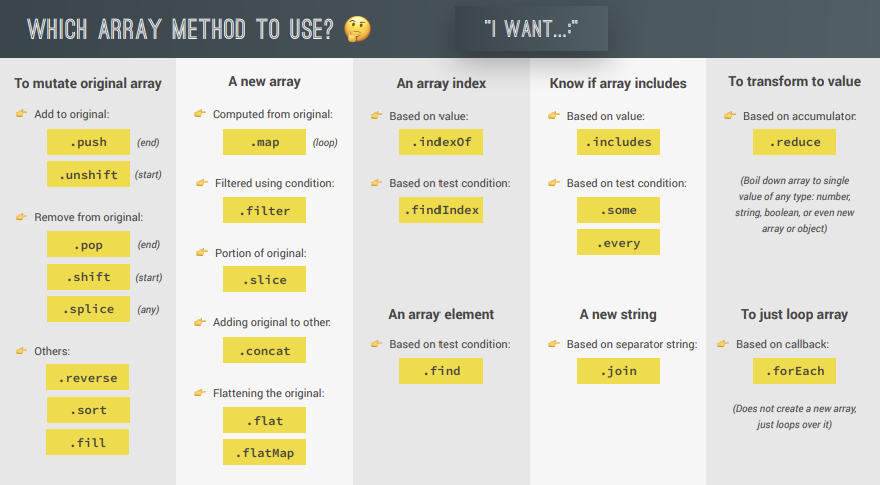 WHICH ARRAY METHOD TO USE? 🤔
"I WANT...:"
To mutate original array
👉 Add to original:
.push (end)
.unshift (start)
👉 Remove from original:
.pop (end)
.shift (start)
.splice (any)
👉 Others:
.reverse
.sort
.fill
A new array
👉 Computed from original:
.map (loop)
👉 Filtered using condition:
.filter
👉 Portion of original:
.slice
👉 Adding original to other:
.concat
👉 Flattening the original:
.flat
.flatMap
An array index
👉 Based on value:
.indexOf
👉 Based on test condition:
.findIndex
An array element
👉 Based on test condition:
.find
Know if array includes
👉 Based on value:
.includes
👉 Based on test condition:
.some
.every
A new string
👉 Based on separator string:
.join
To transform to value
👉 Based on accumulator:
.reduce
(Boil down array to single
value of any type: number,
string, boolean, or even new
array or object)
To just loop array
👉 Based on callback:
.forEach
(Does not create a new array,
just loops over it)